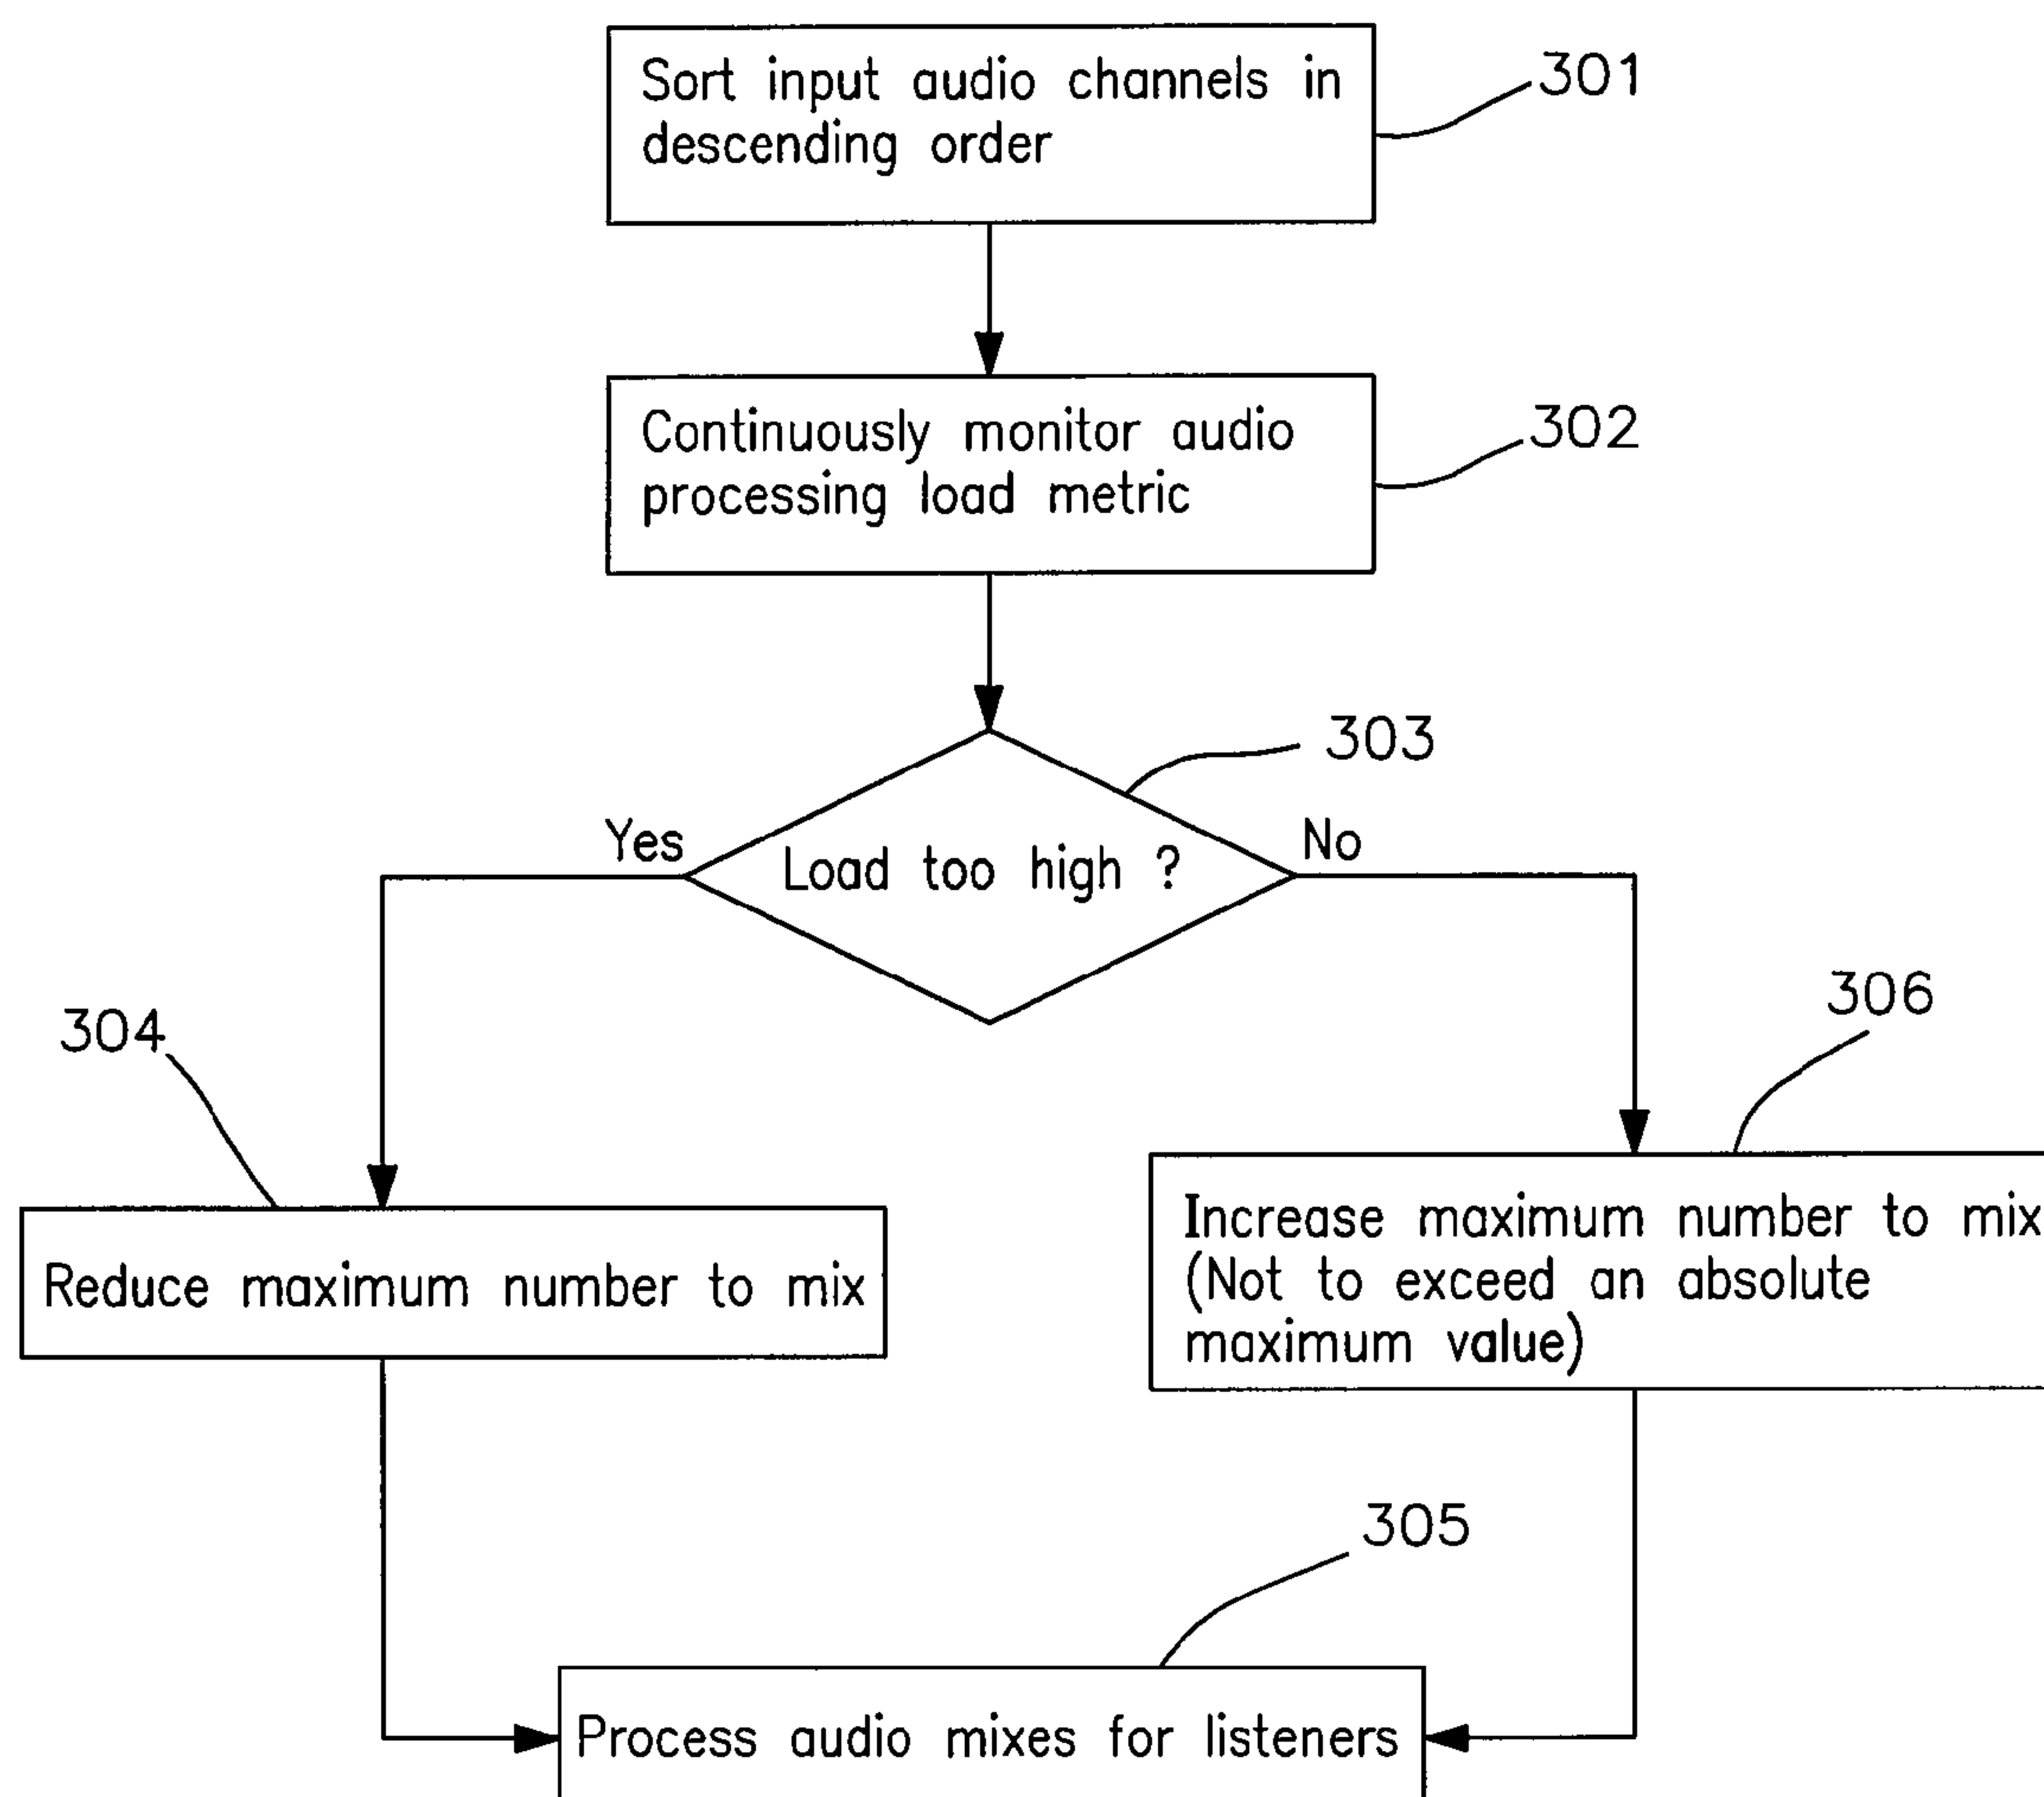 Sort input audio channels in
descending order
301
Continuously monitor audio
processing load metric
302
303
Yes
Load too high ?
No
304
306
Reduce maximum number to mix
Increase maximum number to mix
(Not to exceed an absolute
maximum value)
305
Process audio mixes for listeners